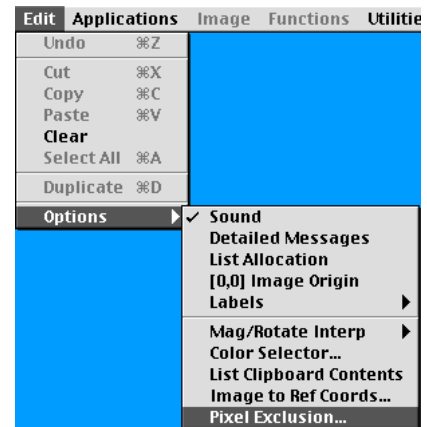 Edit Applications Image Functions Utilitie
Undo ⌘Z
Cut ⌘X
Copy ⌘C
Paste ⌘V
Clear
Select All ⌘A
Duplicate ⌘D
Options
✓ Sound
Detailed Messages
List Allocation
[0,0] Image Origin
Labels
Mag/Rotate Interp
Color Selector...
List Clipboard Contents
Image to Ref Coords...
Pixel Exclusion...